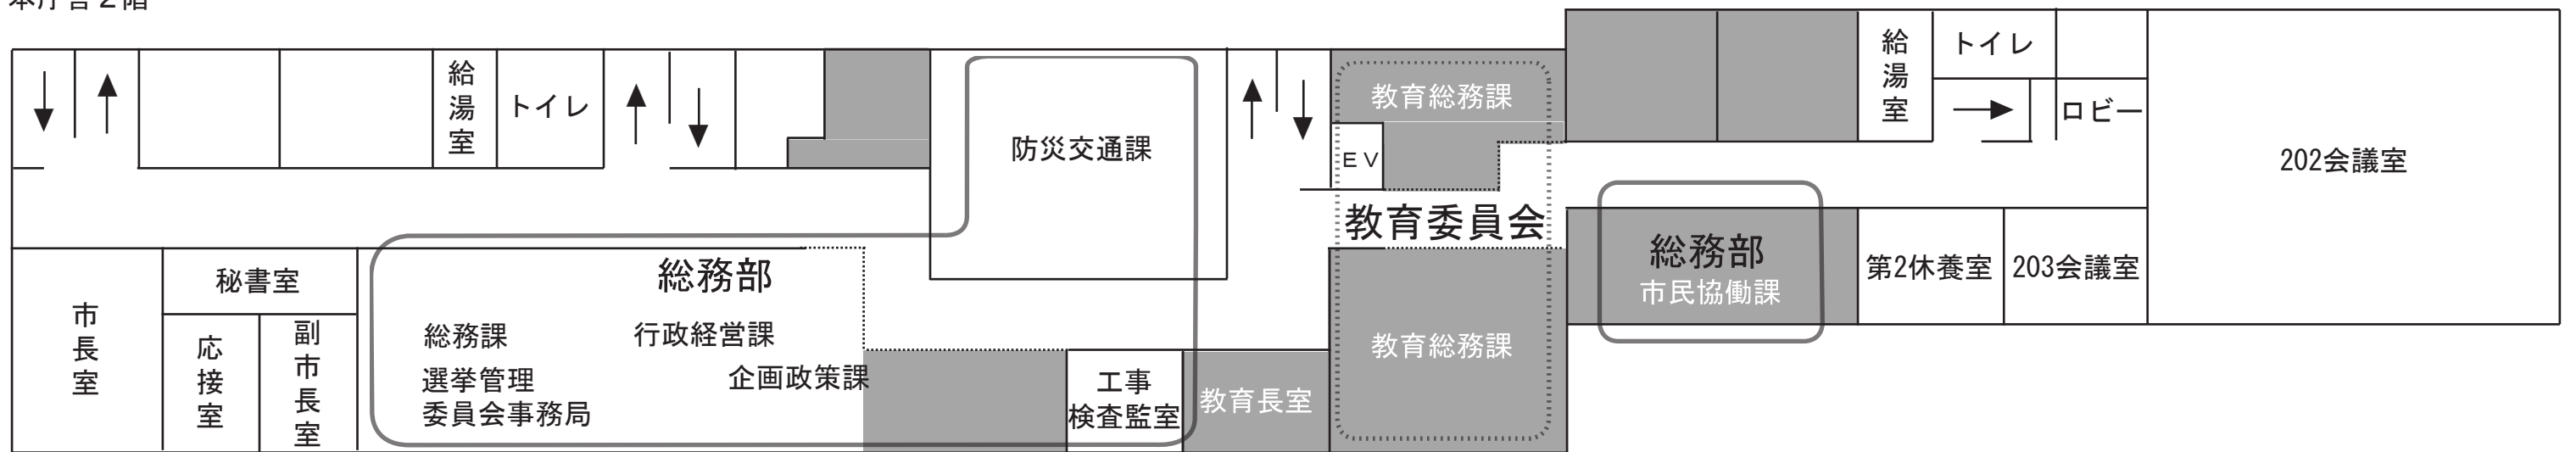 本庁舎２階
給湯室
トイレ
防災交通課
教育総務課
ＥＶ
給湯室
トイレ
ロビー
202会議室
教育委員会
市長室
秘書室
応接室
副市長室
総務部
総務課
行政経営課
選挙管理
委員会事務局
企画政策課
工事
検査監室
教育長室
教育総務課
総務部
市民協働課
第2休養室
203会議室